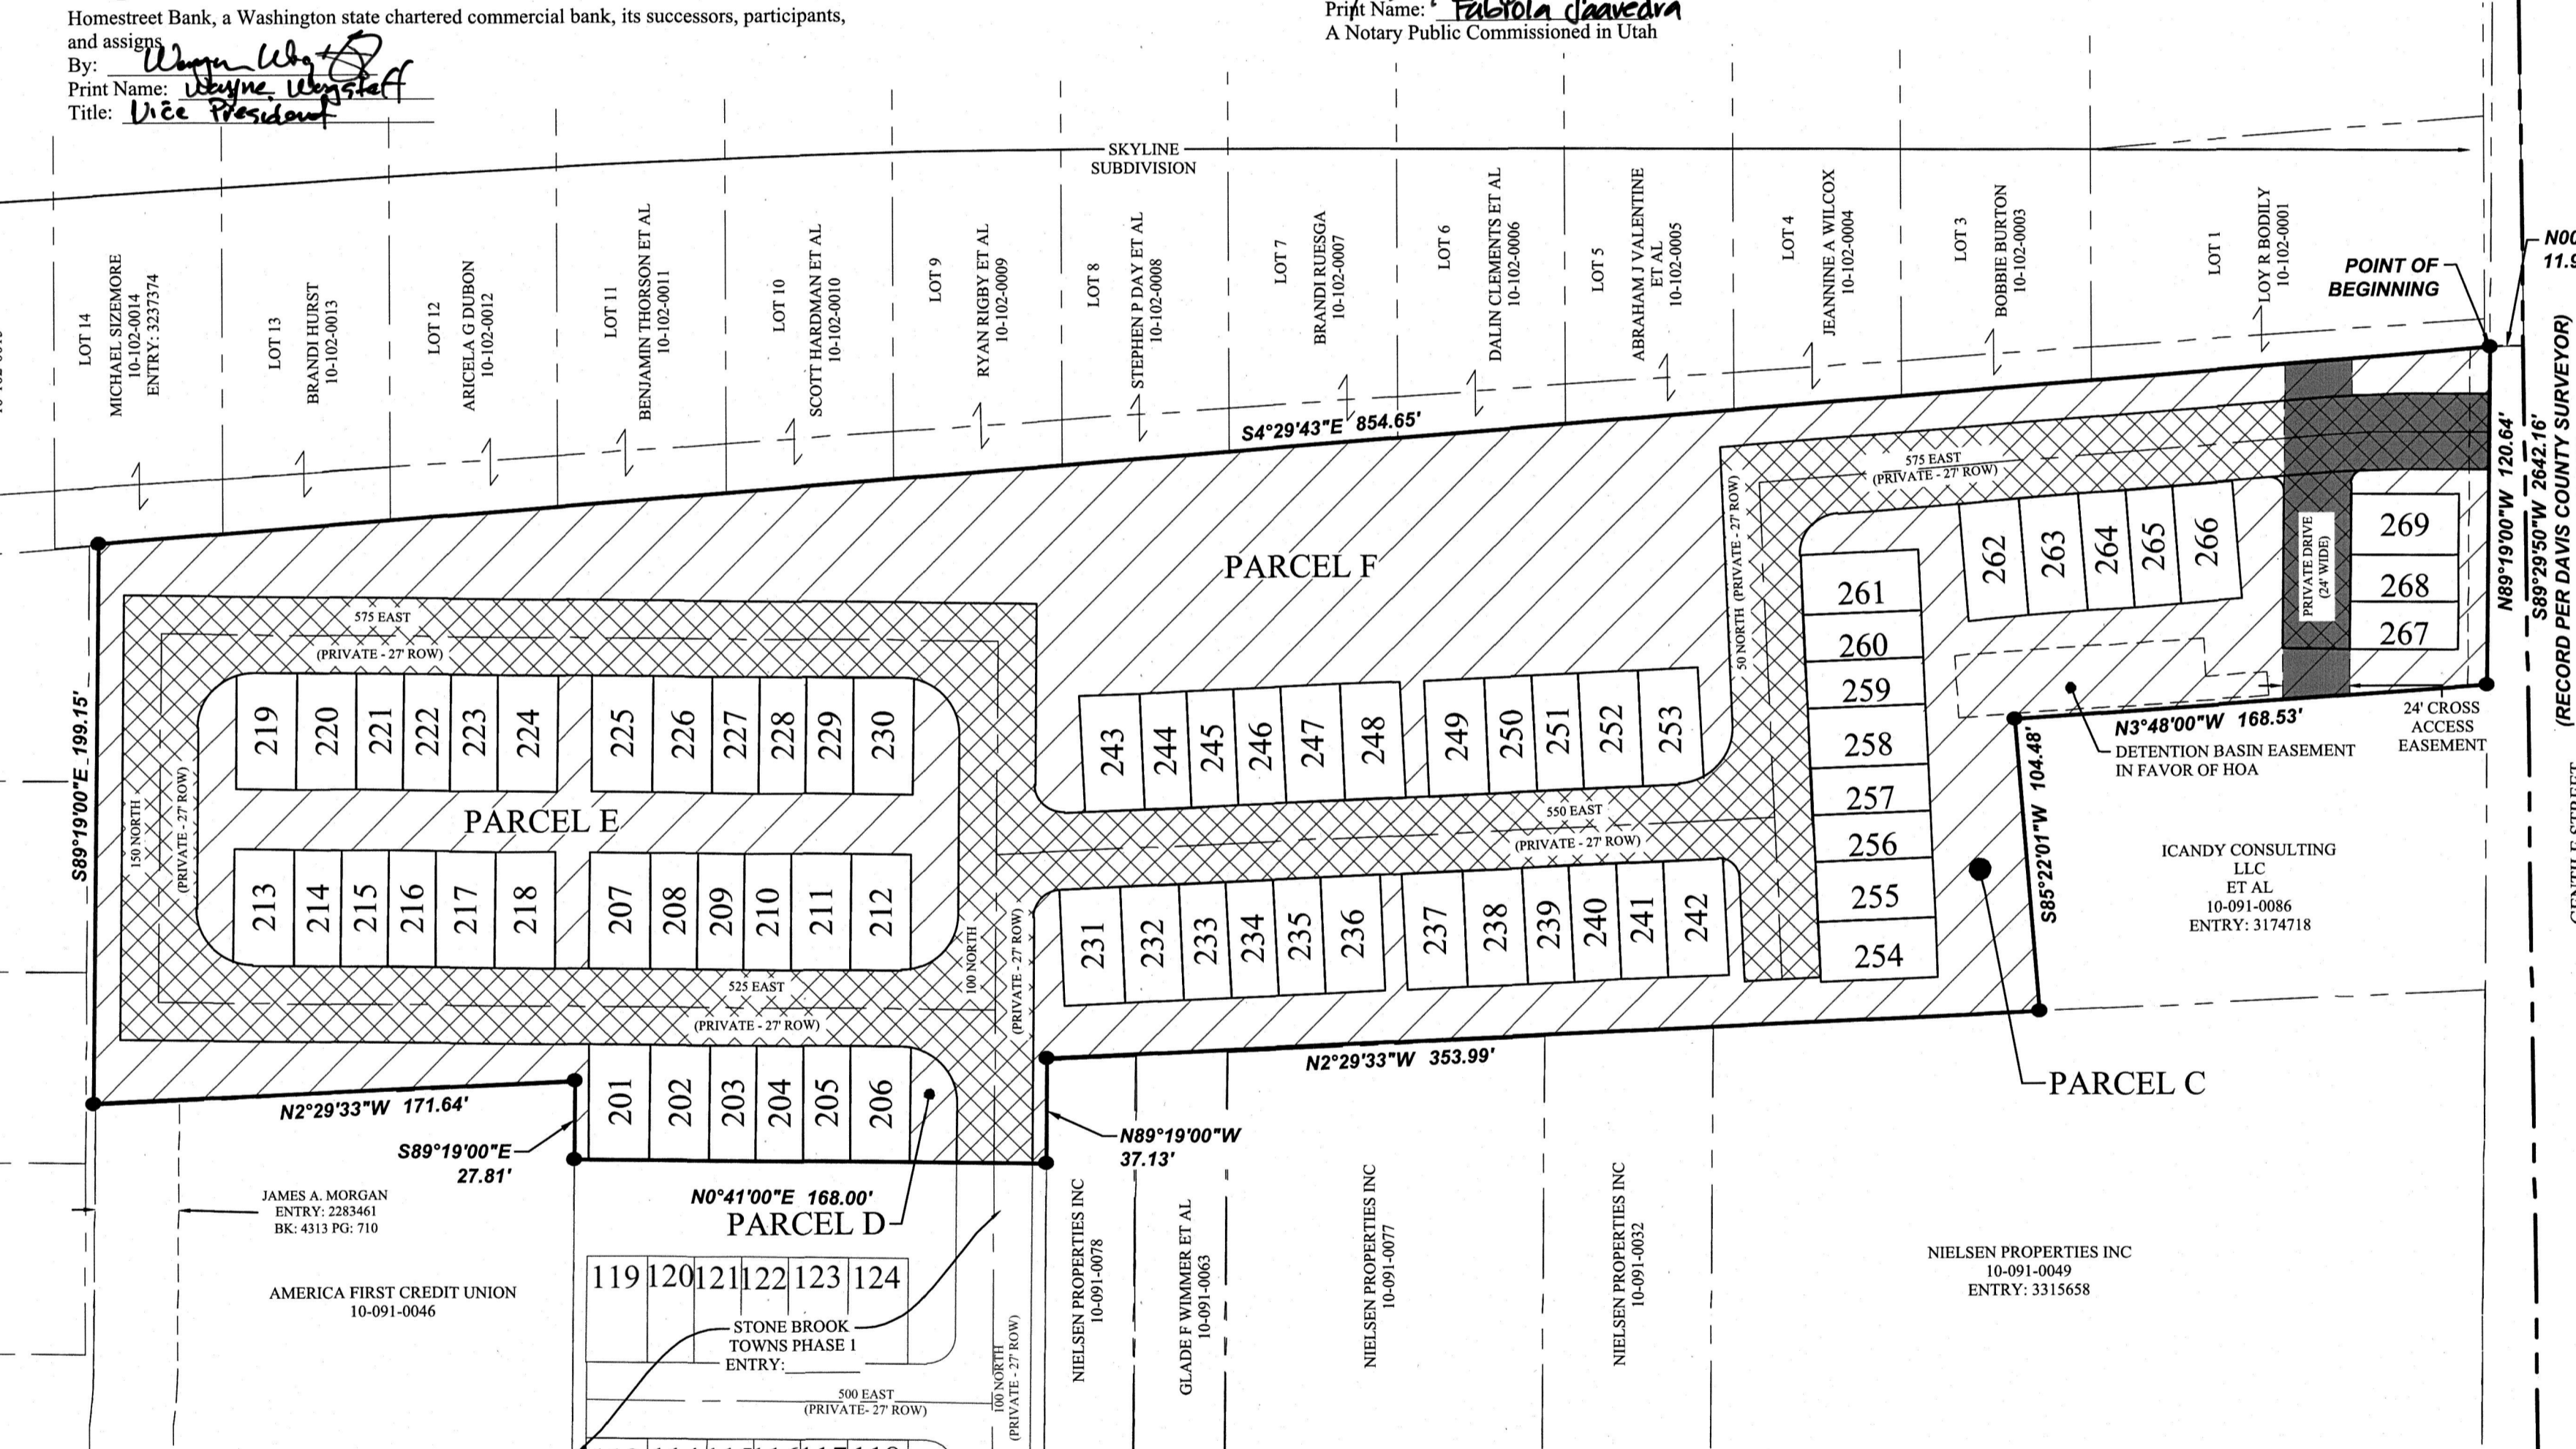 Homestreet Bank, a Washington state chartered commercial bank, its successors, participants,
and assigns
By:
Print Name: Wayne Wagstaff
Title: Vice President
Print Name: Fabiola Saavedra
A Notary Public Commissioned in Utah
SKYLINE
SUBDIVISION
LOT 14
MICHAEL SIZEMORE
10-102-0014
ENTRY: 3237374
LOT 13
BRANDI HURST
10-102-0013
LOT 12
ARICELA G DUBON
10-102-0012
LOT 11
BENJAMIN THORSON ET AL
10-102-0011
LOT 10
SCOTT HARDMAN ET AL
10-102-0010
LOT 9
RYAN RIGBY ET AL
10-102-0009
LOT 8
STEPHEN P DAY ET AL
10-102-0008
LOT 7
BRANDI RUESGA
10-102-0007
LOT 6
DALIN CLEMENTS ET AL
10-102-0006
LOT 5
ABRAHAM J VALENTINE
ET AL
10-102-0005
LOT 4
JEANNINE A WILCOX
10-102-0004
LOT 3
BOBBIE BURTON
10-102-0003
LOT 1
LOY R BODILY
10-102-0001
POINT OF
BEGINNING
N00
11.9
S4°29'43"E 854.65'
N89°19'00"W 120.64'
S89°29'50"W 2642.16'
(RECORD PER DAVIS COUNTY SURVEYOR)
575 EAST
(PRIVATE - 27' ROW)
50 NORTH (PRIVATE - 27' ROW)
PRIVATE DRIVE
(24' WIDE)
PARCEL F
262
263
264
265
266
269
268
267
261
260
259
258
257
256
255
254
575 EAST
(PRIVATE - 27' ROW)
S89°19'00"E 199.15'
150 NORTH
(PRIVATE - 27' ROW)
219
220
221
222
223
224
225
226
227
228
229
230
243
244
245
246
247
248
249
250
251
252
253
PARCEL E
550 EAST
(PRIVATE - 27' ROW)
213
214
215
216
217
218
207
208
209
210
211
212
100 NORTH
(PRIVATE - 27' ROW)
231
232
233
234
235
236
237
238
239
240
241
242
525 EAST
(PRIVATE - 27' ROW)
N3°48'00"W 168.53'
24' CROSS
ACCESS
EASEMENT
DETENTION BASIN EASEMENT
IN FAVOR OF HOA
S85°22'01"W 104.48'
ICANDY CONSULTING
LLC
ET AL
10-091-0086
ENTRY: 3174718
N2°29'33"W 353.99'
PARCEL C
N2°29'33"W 171.64'
201
202
203
204
205
206
S89°19'00"E
27.81'
N89°19'00"W
37.13'
N0°41'00"E 168.00'
PARCEL D
JAMES A. MORGAN
ENTRY: 2283461
BK: 4313 PG: 710
AMERICA FIRST CREDIT UNION
10-091-0046
119
120
121
122
123
124
STONE BROOK
TOWNS PHASE 1
ENTRY:
500 EAST
(PRIVATE- 27' ROW)
100 NORTH
(PRIVATE - 27' ROW)
NIELSEN PROPERTIES INC
10-091-0078
GLADE F WIMMER ET AL
10-091-0063
NIELSEN PROPERTIES INC
10-091-0077
NIELSEN PROPERTIES INC
10-091-0032
NIELSEN PROPERTIES INC
10-091-0049
ENTRY: 3315658